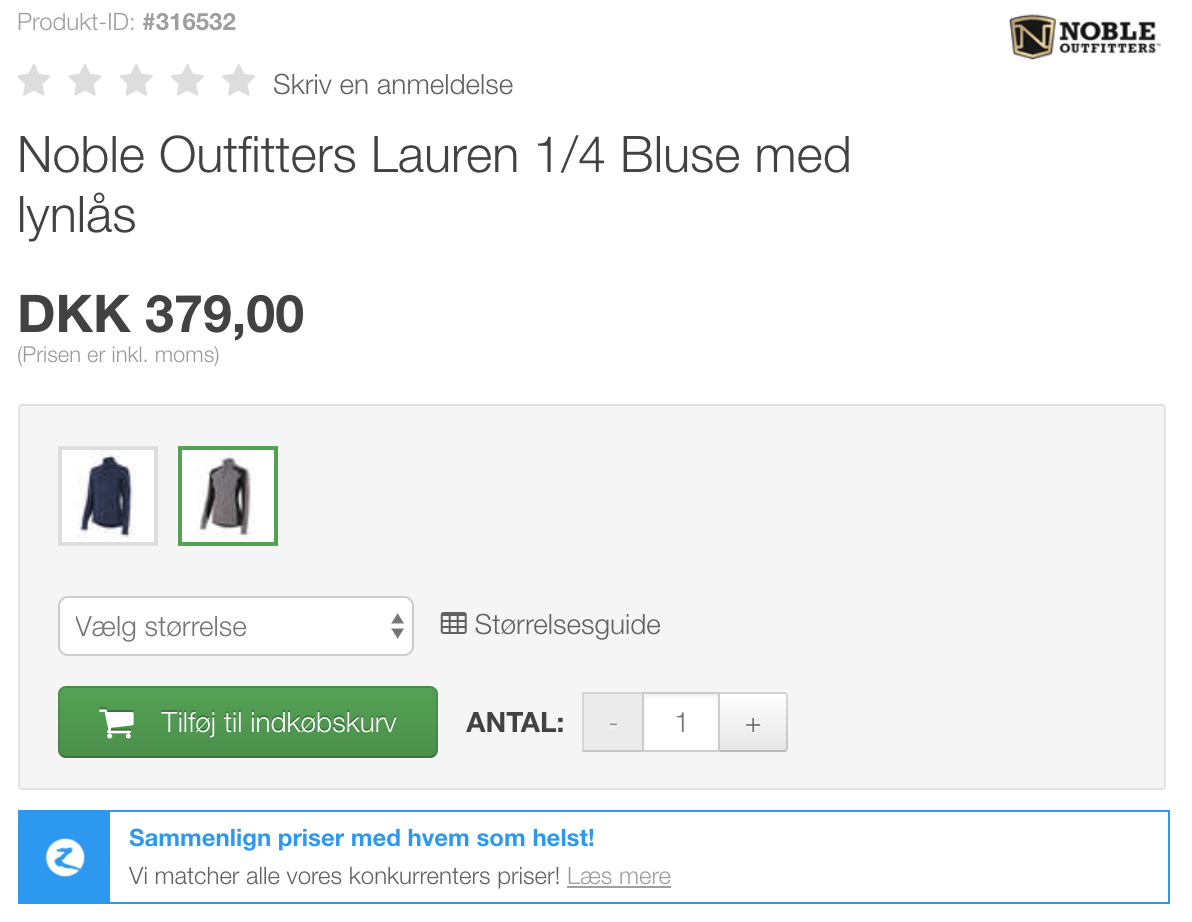 Produkt-ID: #316532
NOBLE
OUTFITTERS™
Skriv en anmeldelse
Noble Outfitters Lauren 1/4 Bluse med
lynlås
DKK 379,00
(Prisen er inkl. moms)
Vælg størrelse
Størrelsesguide
Tilføj til indkøbskurv
ANTAL:
- 1 +
Sammenlign priser med hvem som helst!
Vi matcher alle vores konkurrenters priser! Læs mere